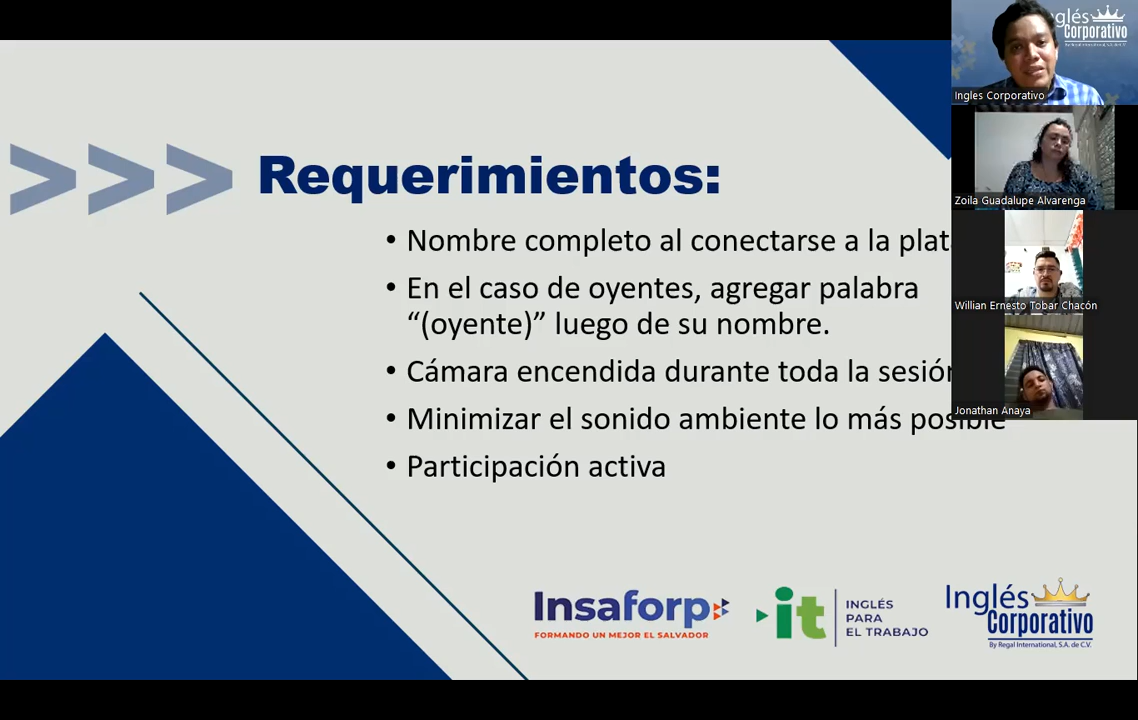 Requerimientos:
• Nombre completo al conectarse a la plat
• En el caso de oyentes, agregar palabra
“(oyente)” luego de su nombre.
• Cámara encendida durante toda la sesión
• Minimizar el sonido ambiente lo más posible
• Participación activa
Insaforp
FORMANDO UN MEJOR EL SALVADOR
it
INGLÉS
PARA
EL TRABAJO
Inglés
Corporativo
By Regal International, S.A. de C.V.
glés
Corporativo
Ingles Corporativo
Zoila Guadalupe Alvarenga
Willian Ernesto Tobar Chacón
Jonathan Anaya